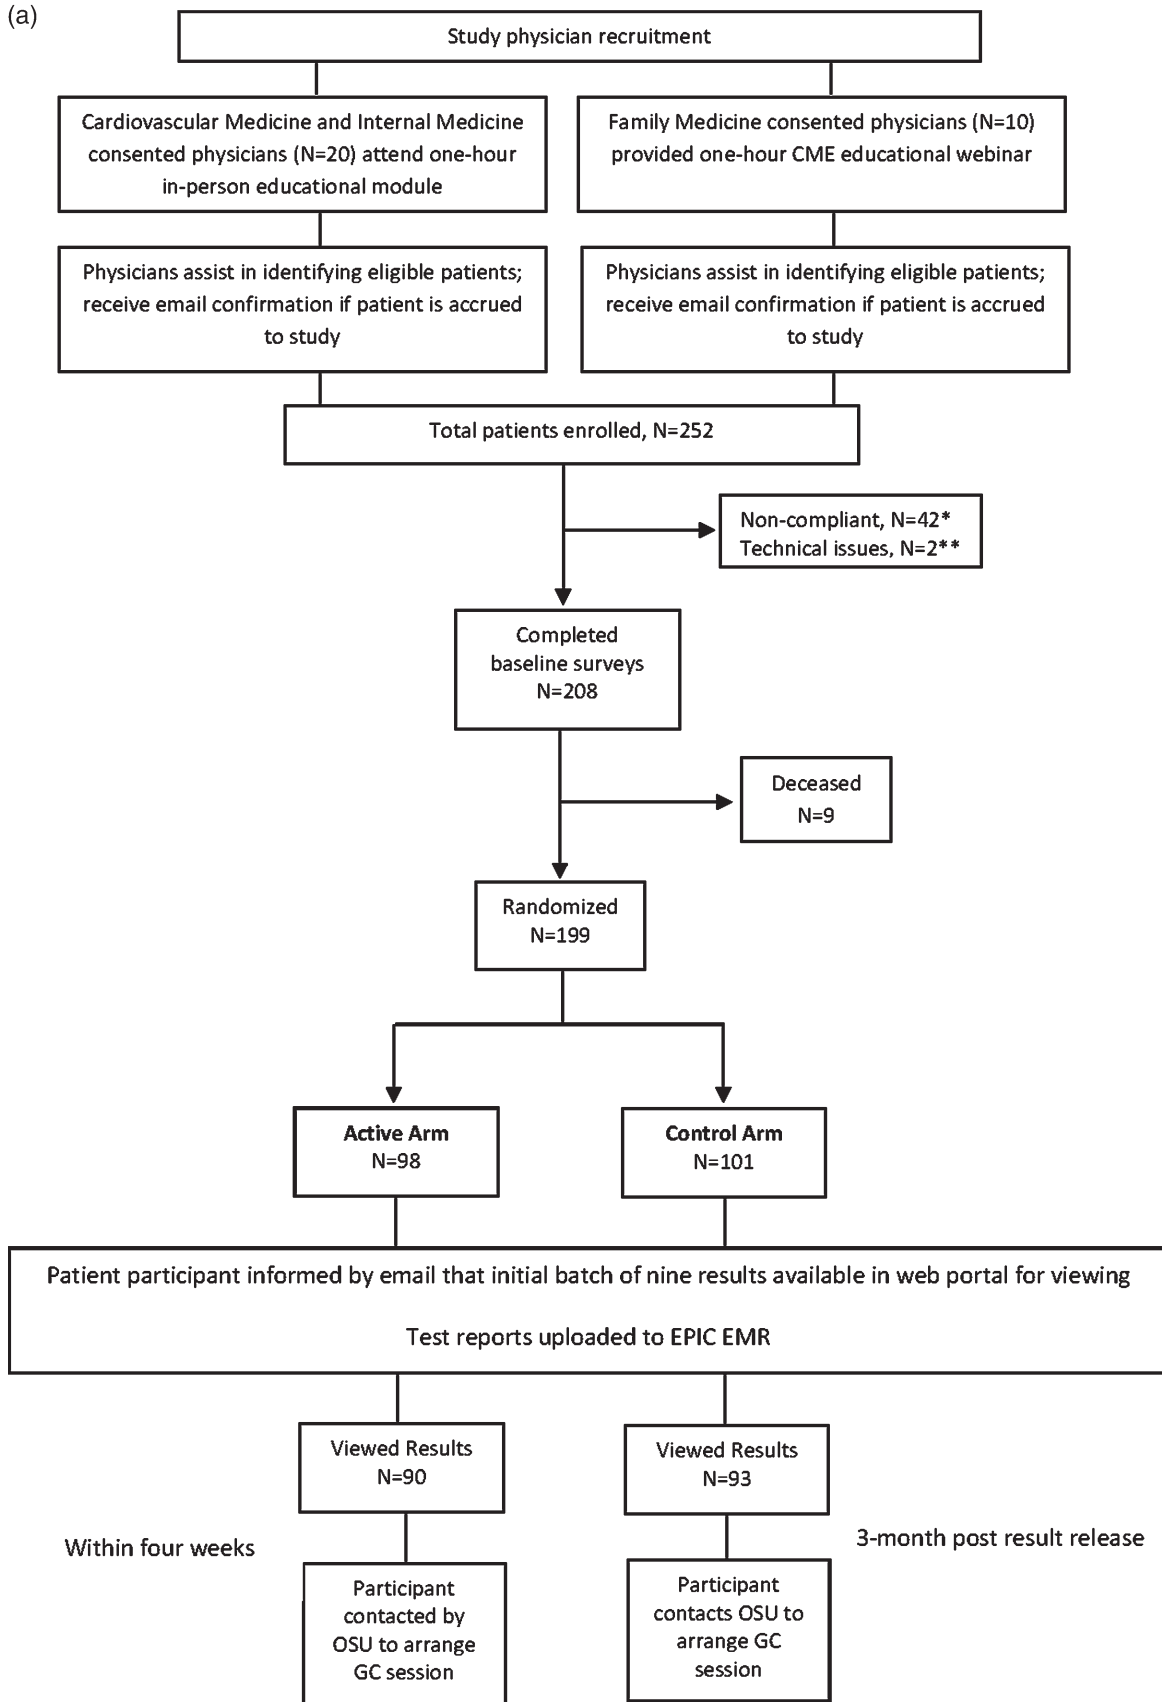 (a)
Study physician recruitment
Cardiovascular Medicine and Internal Medicine
consented physicians (N=20) attend one-hour
in-person educational module
Family Medicine consented physicians (N=10)
provided one-hour CME educational webinar
Physicians assist in identifying eligible patients;
receive email confirmation if patient is accrued
to study
Physicians assist in identifying eligible patients;
receive email confirmation if patient is accrued
to study
Total patients enrolled, N=252
Non-compliant, N=42*
Technical issues, N=2**
Completed
baseline surveys
N=208
Deceased
N=9
Randomized
N=199
Active Arm
N=98
Control Arm
N=101
Patient participant informed by email that initial batch of nine results available in web portal for viewing
Test reports uploaded to EPIC EMR
Viewed Results
N=90
Viewed Results
N=93
Within four weeks
3-month post result release
Participant
contacted by
OSU to arrange
GC session
Participant
contacts OSU to
arrange GC
session